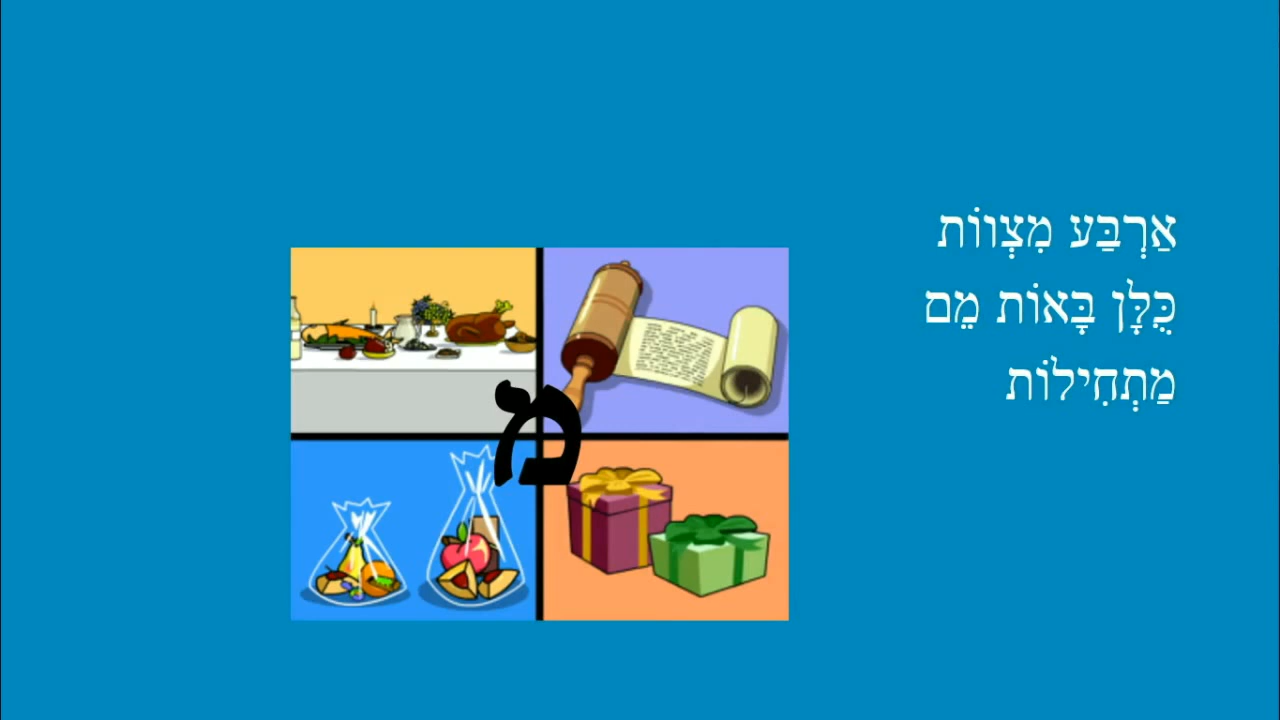 אַרְבַּע מִצְווֹת
כֻּלָּן בָּאוֹת מֵם
מַתְחִילוֹת
מ